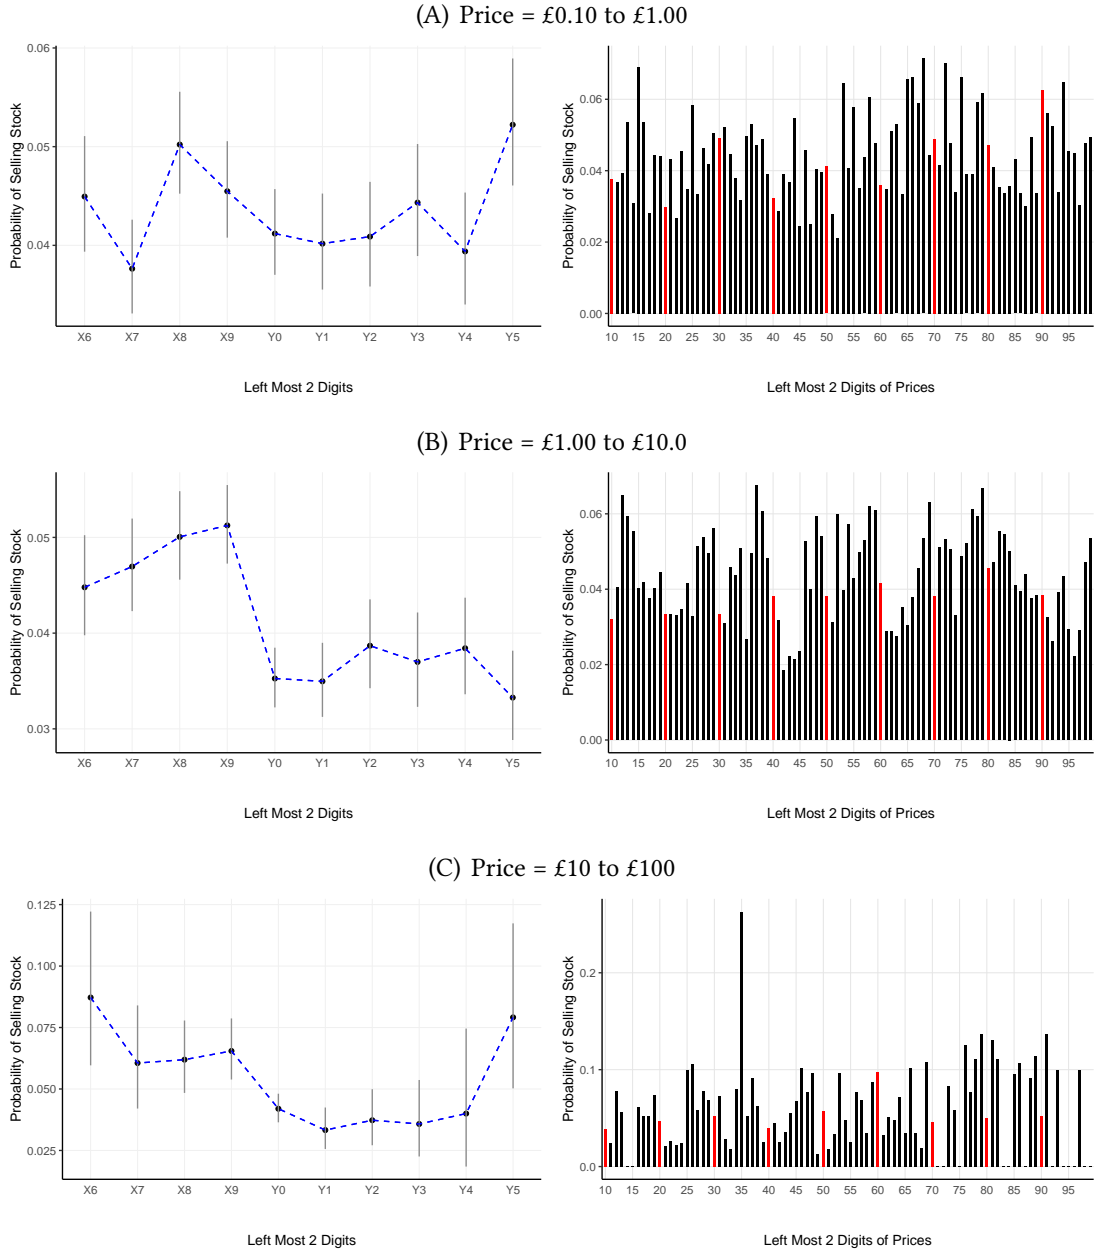 (A) Price = £0.10 to £1.00
0.06
0.05
0.04
Probability of Selling Stock
X6 X7 X8 X9 Y0 Y1 Y2 Y3 Y4 Y5
Left Most 2 Digits
0.06
0.04
0.02
0.00
Probability of Selling Stock
10 15 20 25 30 35 40 45 50 55 60 65 70 75 80 85 90 95
Left Most 2 Digits of Prices
(B) Price = £1.00 to £10.0
0.05
0.04
0.03
Probability of Selling Stock
X6 X7 X8 X9 Y0 Y1 Y2 Y3 Y4 Y5
Left Most 2 Digits
0.06
0.04
0.02
0.00
Probability of Selling Stock
10 15 20 25 30 35 40 45 50 55 60 65 70 75 80 85 90 95
Left Most 2 Digits of Prices
(C) Price = £10 to £100
0.125
0.100
0.075
0.050
0.025
Probability of Selling Stock
X6 X7 X8 X9 Y0 Y1 Y2 Y3 Y4 Y5
Left Most 2 Digits
0.2
0.1
0.0
Probability of Selling Stock
10 15 20 25 30 35 40 45 50 55 60 65 70 75 80 85 90 95
Left Most 2 Digits of Prices